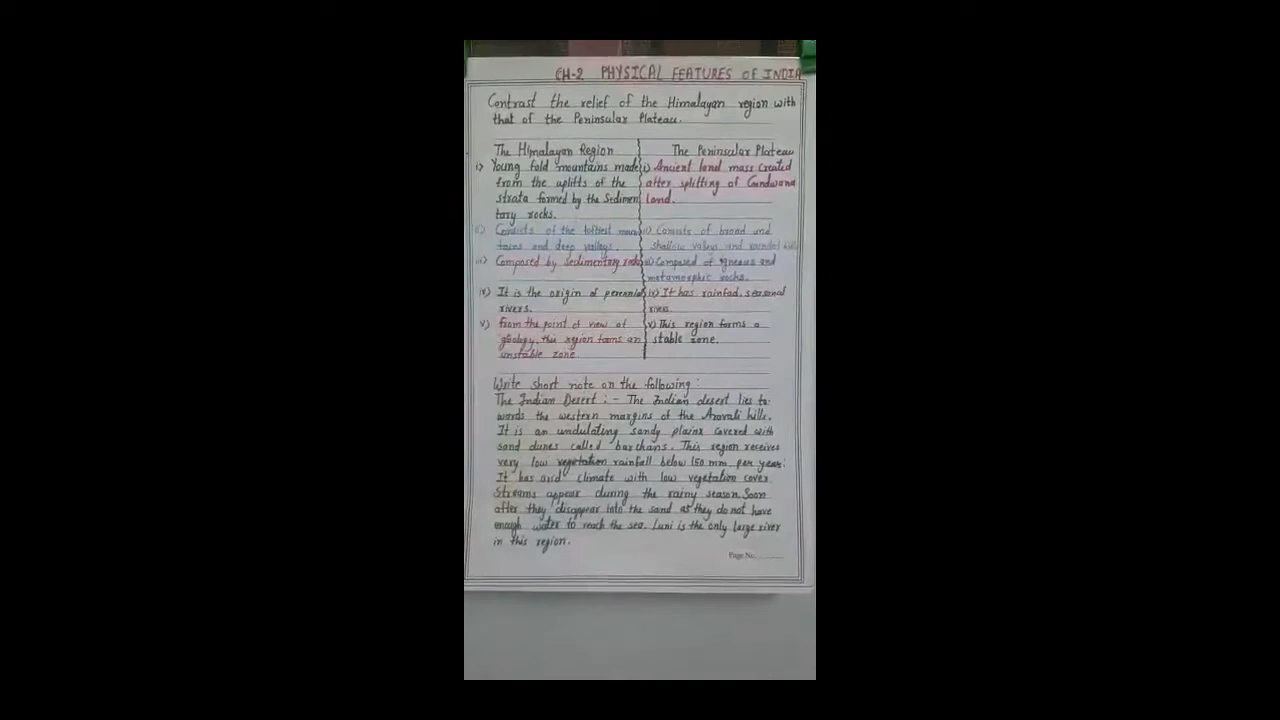 CH-2 PHYSICAL FEATURES OF INDIA
Contrast the relief of the Himalayan region with
that of the Peninsular Plateau.
The Himalayan Region
i) Young fold mountains made
from the uplifts of the
strata formed by the Sedimen
tory rocks.
ii) Consists of the loftiest moun
tains and deep valleys.
iii) Composed by Sedimentary rocks
iv) It is the origin of perennial
rivers.
v) From the point of view of
geology, this region forms an
unstable zone
The Peninsular Plateau
i) Ancient land mass created
after splitting of Gondwana
land.
ii) Consists of broad and
shallow valleys and rounded hills
iii) Composed of igneous and
metamorphic rocks.
iv) It has rainfad, seasonal
rivers.
v) This region forms a
stable zone.
Write short note on the following:
The Indian Desert : - The Indian desert lies to-
words the western margins of the Aravali hills.
It is an undulating sandy plains covered with
sand dunes called barchans. This region receives
very low vegetation rainfall below 150 mm per year.
It has arid climate with low vegetation cover
Streams appear during the rainy season. Soon
after they disappear into the sand as they do not have
enough water to reach the sea. Luni is the only large river
in this region.
Page No.